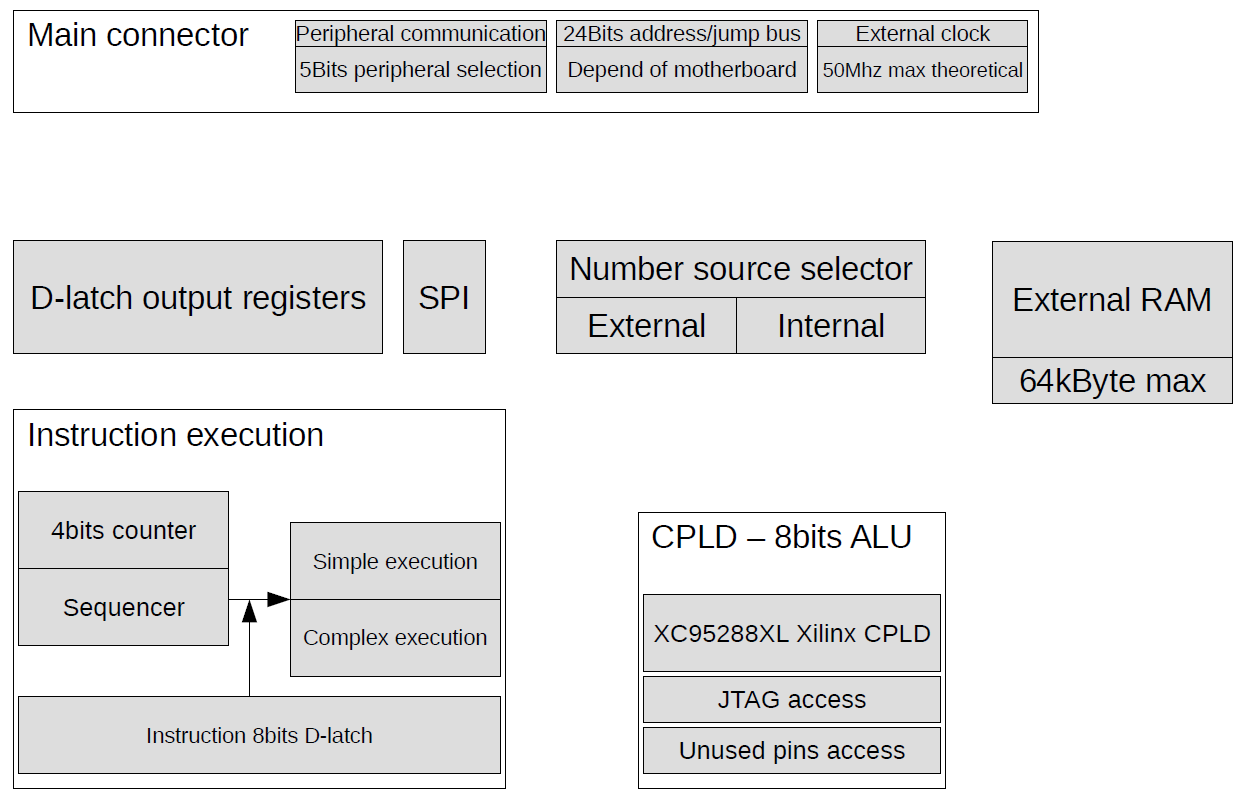 Main connector
Peripheral communication
5Bits peripheral selection
24Bits address/jump bus
Depend of motherboard
External clock
50Mhz max theoretical
D-latch output registers
SPI
Number source selector
External
Internal
External RAM
64kByte max
Instruction execution
4bits counter
Sequencer
Simple execution
Complex execution
Instruction 8bits D-latch
CPLD – 8bits ALU
XC95288XL Xilinx CPLD
JTAG access
Unused pins access